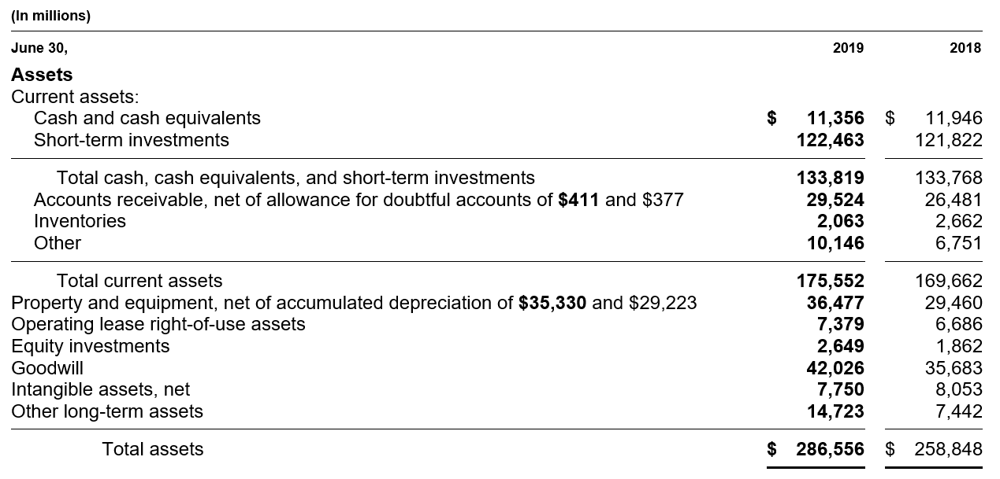 (In millions)
June 30, 2019 2018
Assets
Current assets:
Cash and cash equivalents $ 11,356 $ 11,946
Short-term investments 122,463 121,822
Total cash, cash equivalents, and short-term investments 133,819 133,768
Accounts receivable, net of allowance for doubtful accounts of $411 and $377 29,524 26,481
Inventories 2,063 2,662
Other 10,146 6,751
Total current assets 175,552 169,662
Property and equipment, net of accumulated depreciation of $35,330 and $29,223 36,477 29,460
Operating lease right-of-use assets 7,379 6,686
Equity investments 2,649 1,862
Goodwill 42,026 35,683
Intangible assets, net 7,750 8,053
Other long-term assets 14,723 7,442
Total assets $ 286,556 $ 258,848